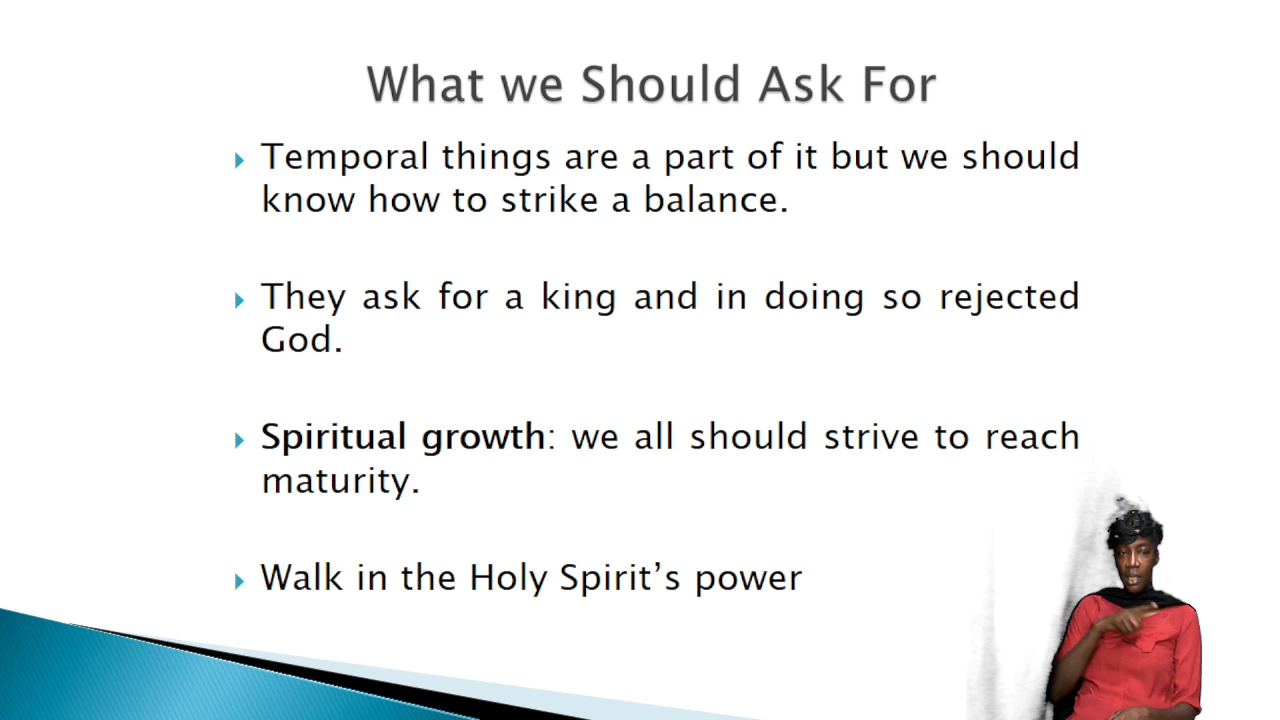 What we Should Ask For
Temporal things are a part of it but we should
know how to strike a balance.
They ask for a king and in doing so rejected
God.
Spiritual growth: we all should strive to reach
maturity.
Walk in the Holy Spirit’s power